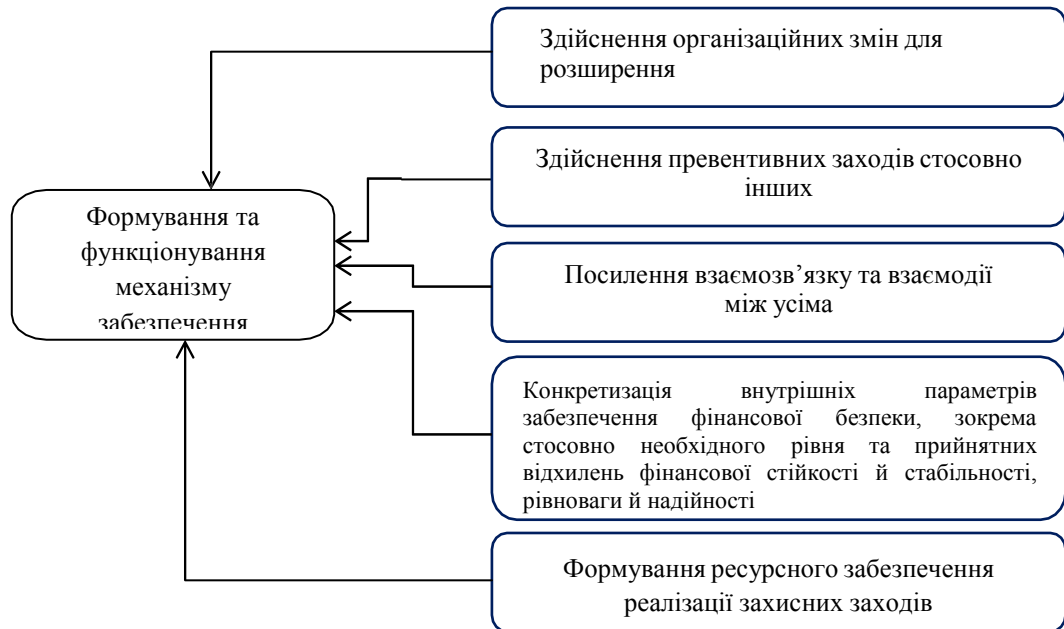 Здійснення організаційних змін для
розширення
Здійснення превентивних заходів стосовно
інших
Формування та
функціонування
механізму
забезпечення
Посилення взаємозв’язку та взаємодії
між усіма
Конкретизація внутрішніх параметрів
забезпечення фінансової безпеки, зокрема
стосовно необхідного рівня та прийнятних
відхилень фінансової стійкості й стабільності,
рівноваги й надійності
Формування ресурсного забезпечення
реалізації захисних заходів